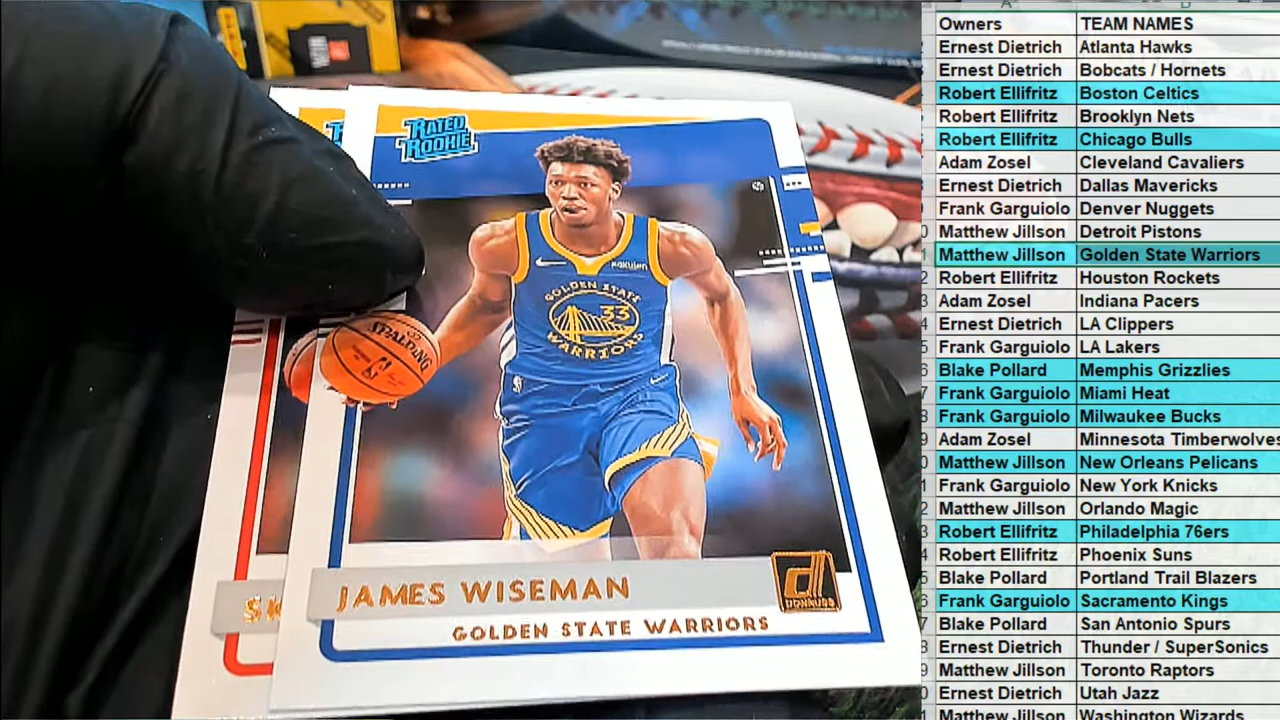 RATED
ROOKIE
Rakuten
GOLDEN STATE
33
WARRIORS
SPALDING
JAMES WISEMAN
DONRUSS
GOLDEN STATE WARRIORS
Owners TEAM NAMES
Ernest Dietrich Atlanta Hawks
Ernest Dietrich Bobcats / Hornets
Robert Ellifritz Boston Celtics
Robert Ellifritz Brooklyn Nets
Robert Ellifritz Chicago Bulls
Adam Zosel Cleveland Cavaliers
Ernest Dietrich Dallas Mavericks
Frank Garguiolo Denver Nuggets
Matthew Jillson Detroit Pistons
Matthew Jillson Golden State Warriors
Robert Ellifritz Houston Rockets
Adam Zosel Indiana Pacers
Ernest Dietrich LA Clippers
Frank Garguiolo LA Lakers
Blake Pollard Memphis Grizzlies
Frank Garguiolo Miami Heat
Frank Garguiolo Milwaukee Bucks
Adam Zosel Minnesota Timberwolves
Matthew Jillson New Orleans Pelicans
Frank Garguiolo New York Knicks
Matthew Jillson Orlando Magic
Robert Ellifritz Philadelphia 76ers
Robert Ellifritz Phoenix Suns
Blake Pollard Portland Trail Blazers
Frank Garguiolo Sacramento Kings
Blake Pollard San Antonio Spurs
Ernest Dietrich Thunder / SuperSonics
Matthew Jillson Toronto Raptors
Ernest Dietrich Utah Jazz
Matthew Jillson Washington Wizards